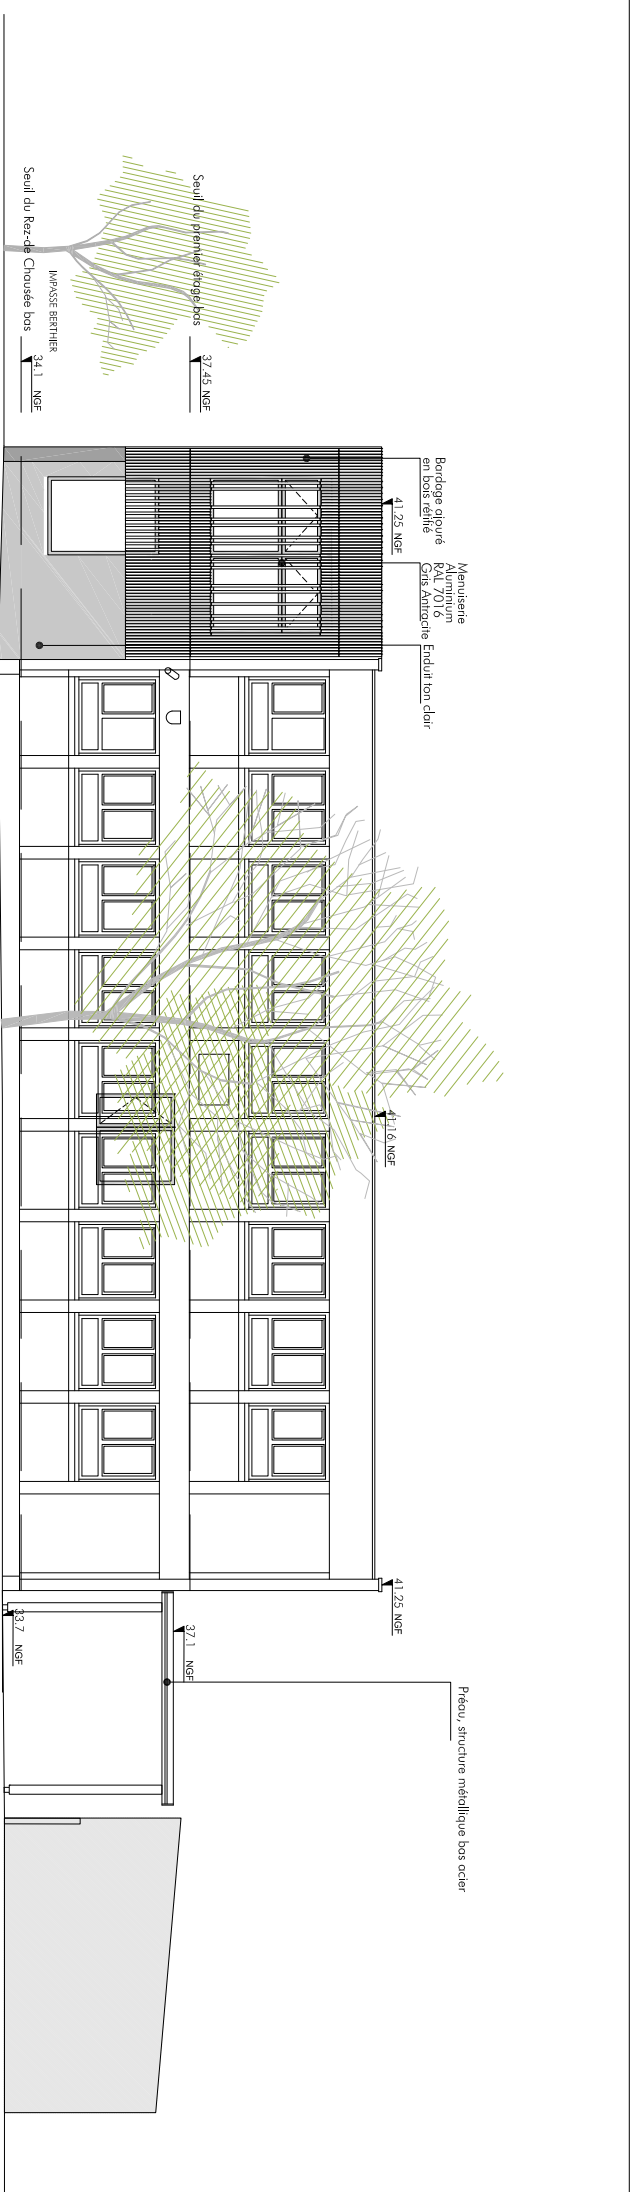 Seuil du premier étage bas
37.45 NGF
Seuil du Rez-de Chausée bas
34.1 NGF
IMPASSE BERTHIER
Bardage ajouré
en bois rétifié
41.25 NGF
Menuiserie
Aluminium
RAL 7016
Gris Antracite
Enduit ton clair
41.16 NGF
41.25 NGF
37.1 NGF
33.7 NGF
Préau, structure métallique bas acier